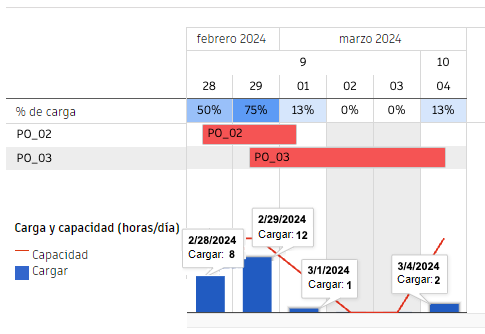 febrero 2024 marzo 2024
9 10
28 29 01 02 03 04
% de carga 50% 75% 13% 0% 0% 13%
PO_02 PO_02
PO_03 PO_03
Carga y capacidad (horas/día)
Capacidad
Cargar
2/28/2024
Cargar: 8
2/29/2024
Cargar: 12
3/1/2024
Cargar: 1
3/4/2024
Cargar: 2